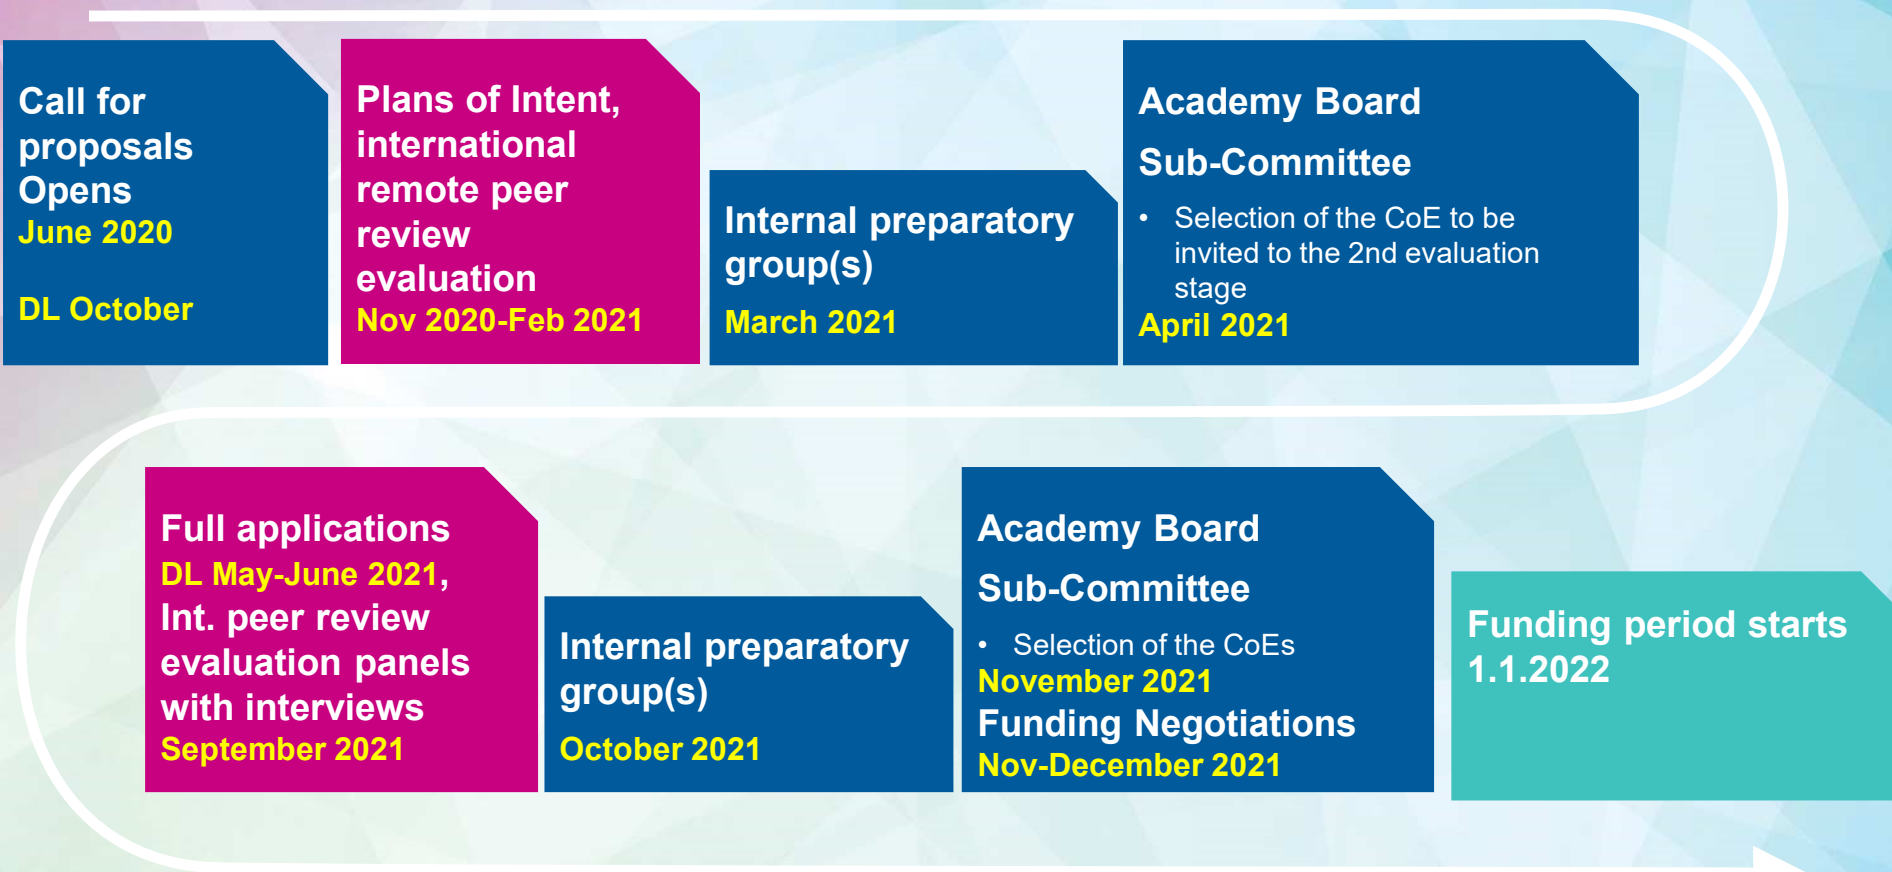 Call for
proposals
Opens
June 2020
DL October
Plans of Intent,
international
remote peer
review
evaluation
Nov 2020-Feb 2021
Internal preparatory
group(s)
March 2021
Academy Board
Sub-Committee
• Selection of the CoE to be
invited to the 2nd evaluation
stage
April 2021
Full applications
DL May-June 2021,
Int. peer review
evaluation panels
with interviews
September 2021
Internal preparatory
group(s)
October 2021
Academy Board
Sub-Committee
• Selection of the CoEs
November 2021
Funding Negotiations
Nov-December 2021
Funding period starts
1.1.2022